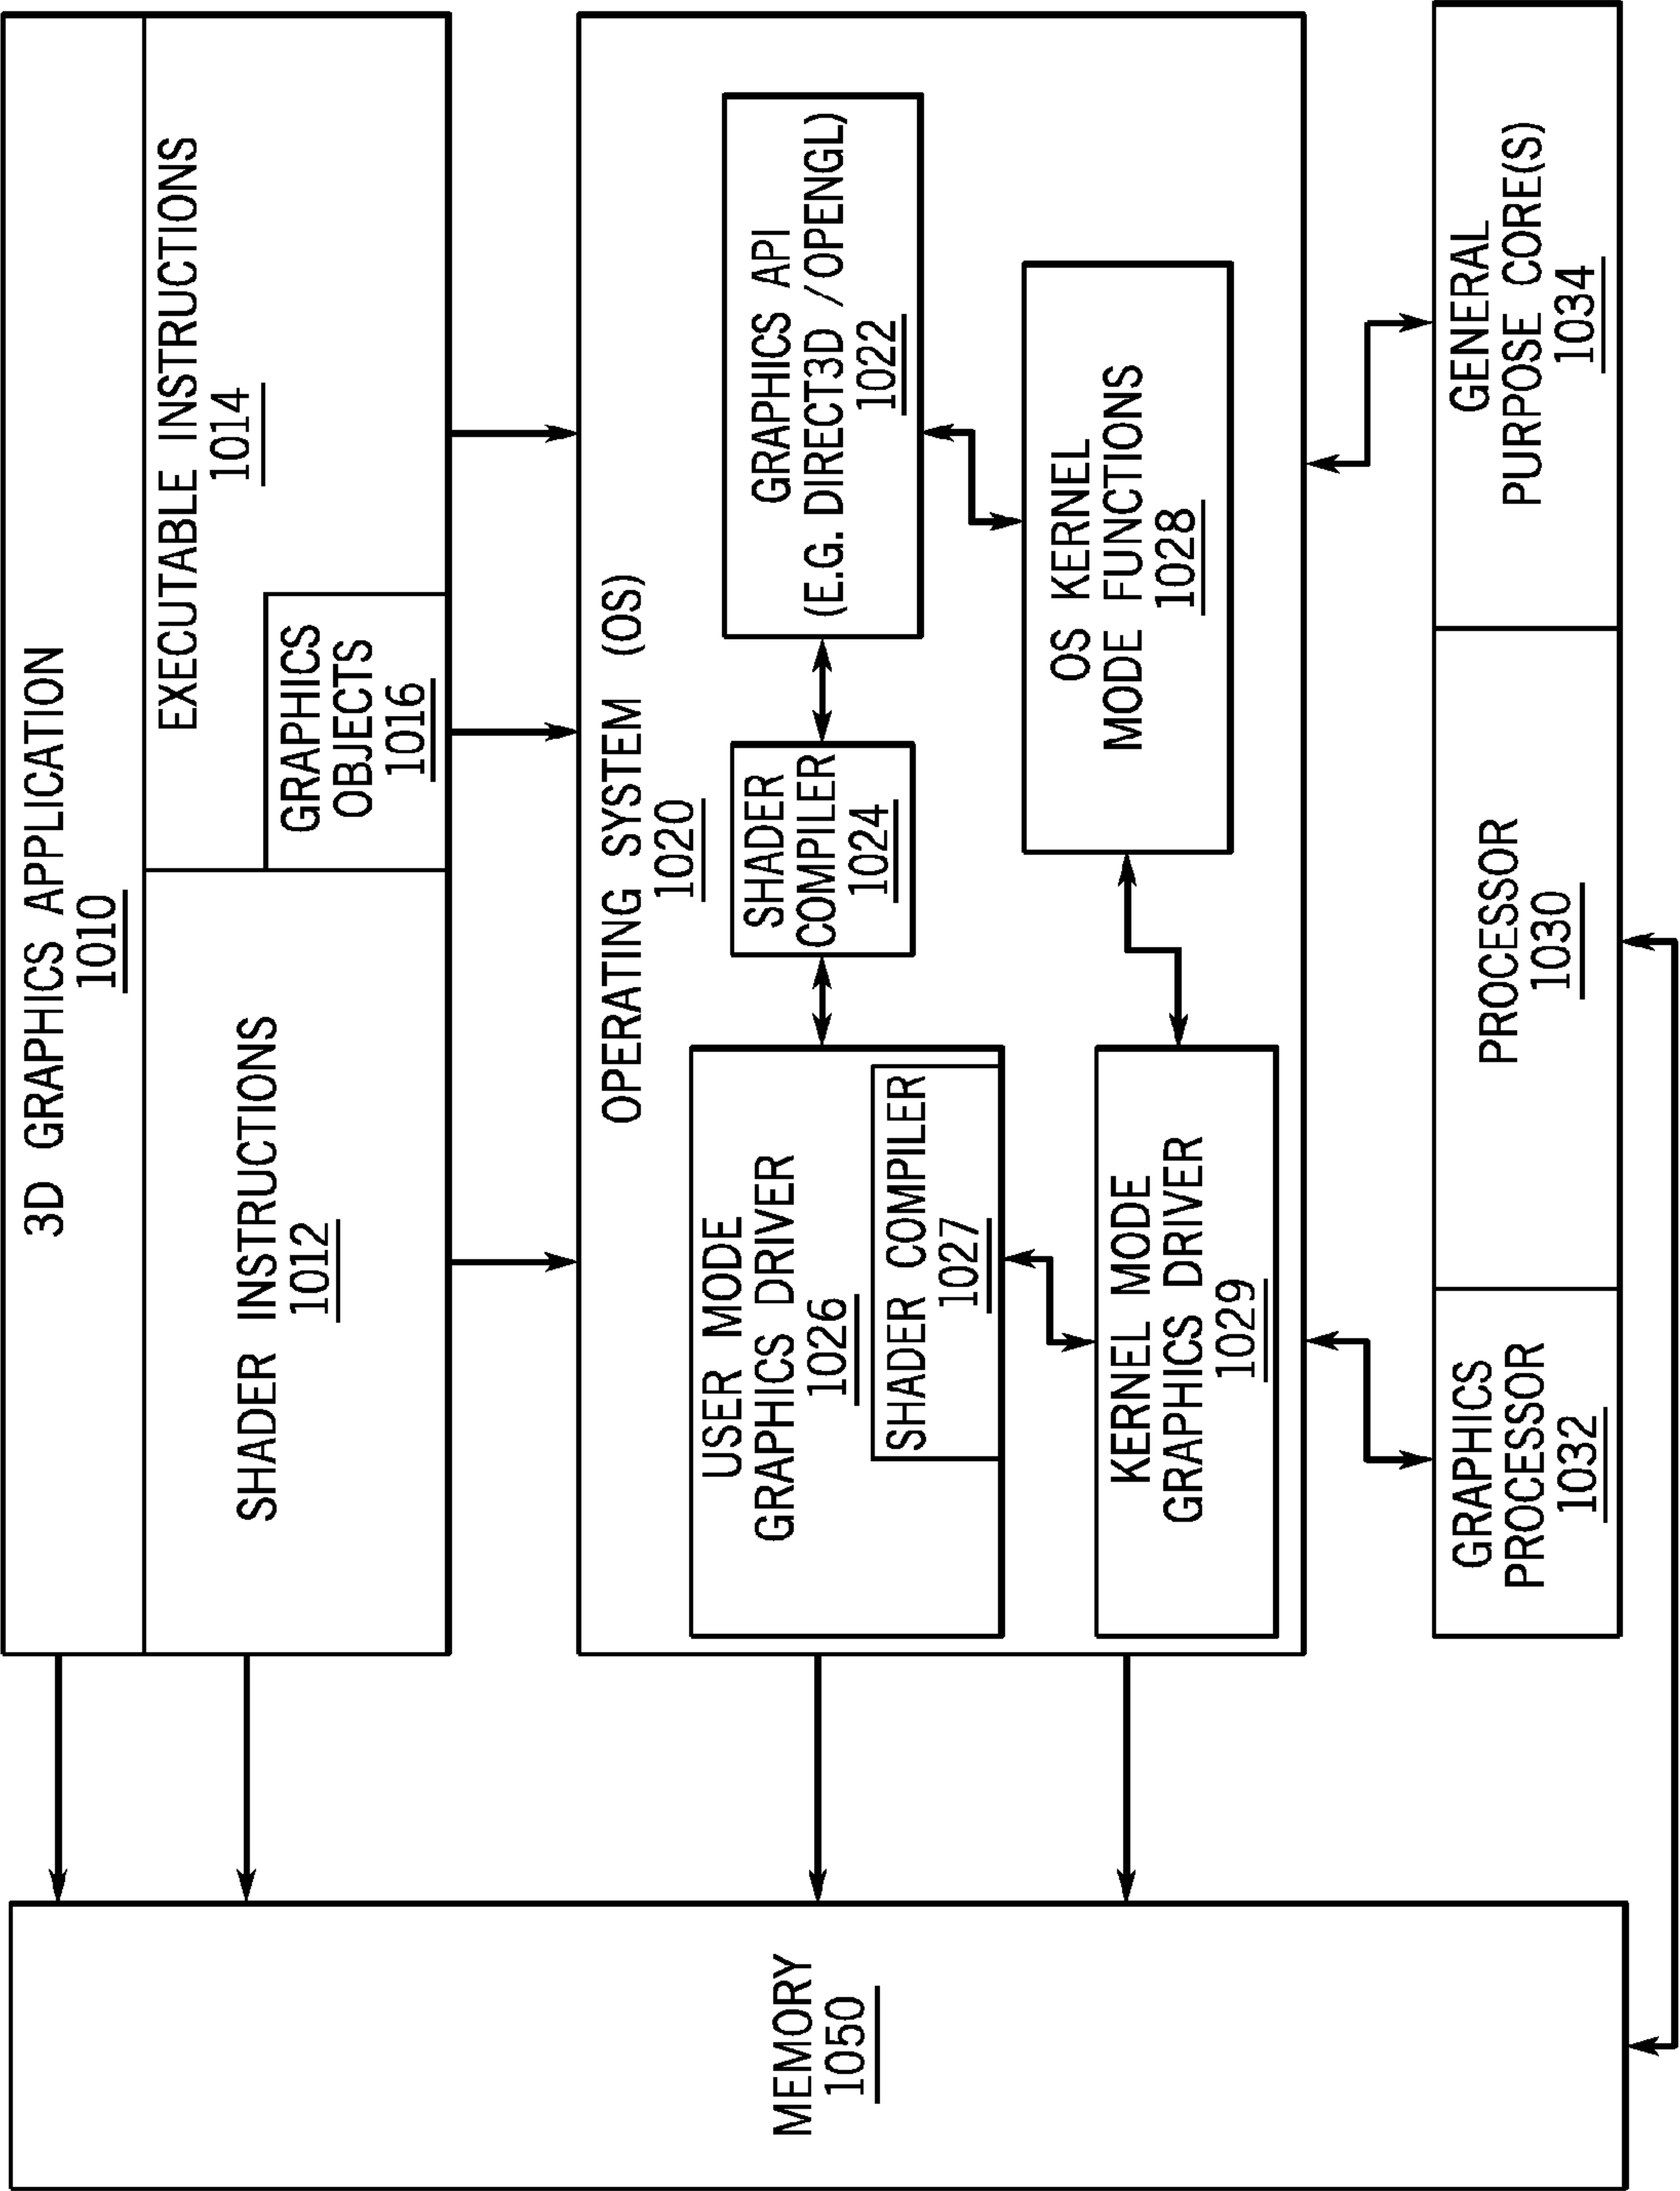 3D GRAPHICS APPLICATION
1010
SHADER INSTRUCTIONS
1012
EXECUTABLE INSTRUCTIONS
1014
GRAPHICS
OBJECTS
1016
OPERATING SYSTEM (OS)
1020
USER MODE
GRAPHICS DRIVER
1026
SHADER COMPILER
1027
SHADER
COMPILER
1024
GRAPHICS API
(E.G. DIRECT3D / OPENGL)
1022
KERNEL MODE
GRAPHICS DRIVER
1029
OS KERNEL
MODE FUNCTIONS
1028
GRAPHICS
PROCESSOR
1032
PROCESSOR
1030
GENERAL
PURPOSE CORE(S)
1034
MEMORY
1050